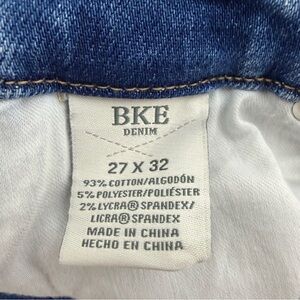 BKE
DENIM
27 X 32
93% COTTON/ALGODÓN
5% POLYESTER/POLIÉSTER
2% LYCRA® SPANDEX/
LICRA® SPANDEX
MADE IN CHINA
HECHO EN CHINA